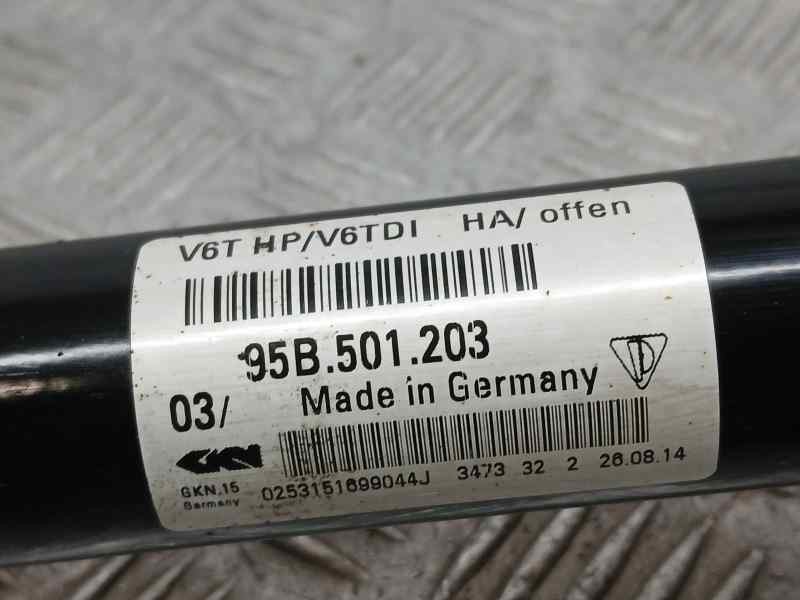 V6T HP/V6TDI HA/ offen
95B.501.203
03/ Made in Germany
GKN
GKN.15
Germany
0253151699044J 3473 32 2 26.08.14